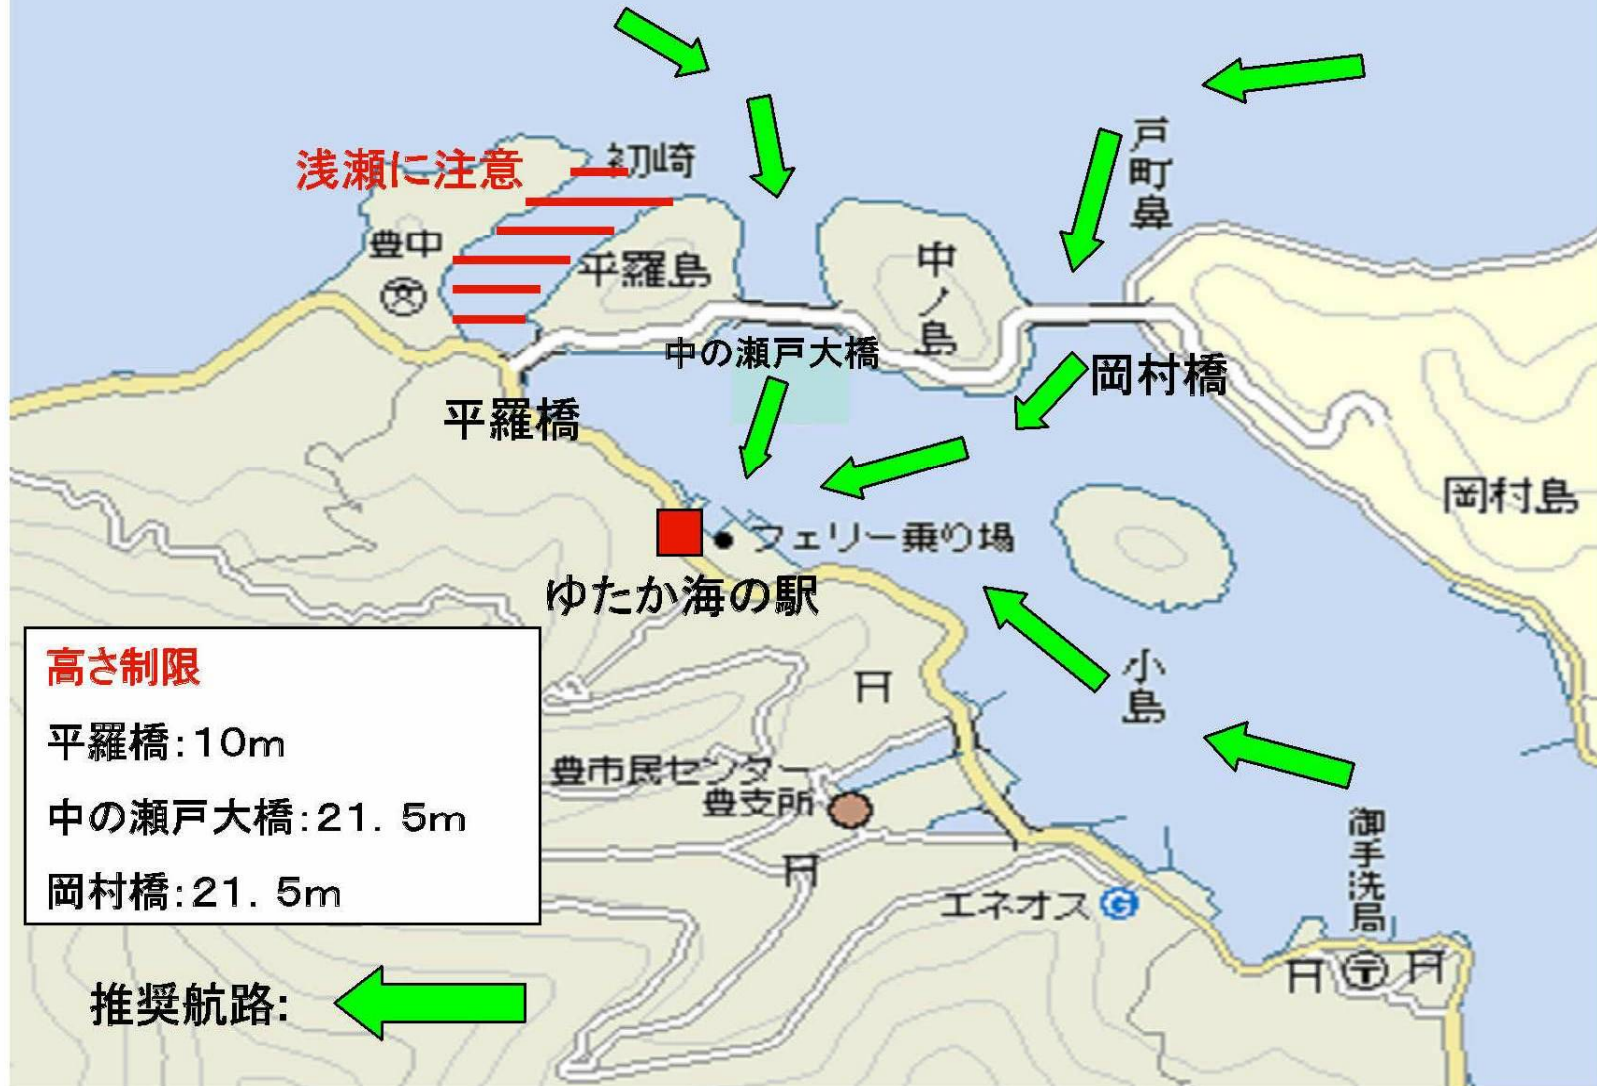 浅瀬に注意
初崎
戸町鼻
豊中
平羅島
中ノ島
中の瀬戸大橋
岡村橋
平羅橋
岡村島
フェリー乗り場
ゆたか海の駅
小島
高さ制限
平羅橋：10m
中の瀬戸大橋：21．5m
岡村橋：21．5m
豊市民センター
豊支所
御手洗局
エネオス
G
推奨航路：